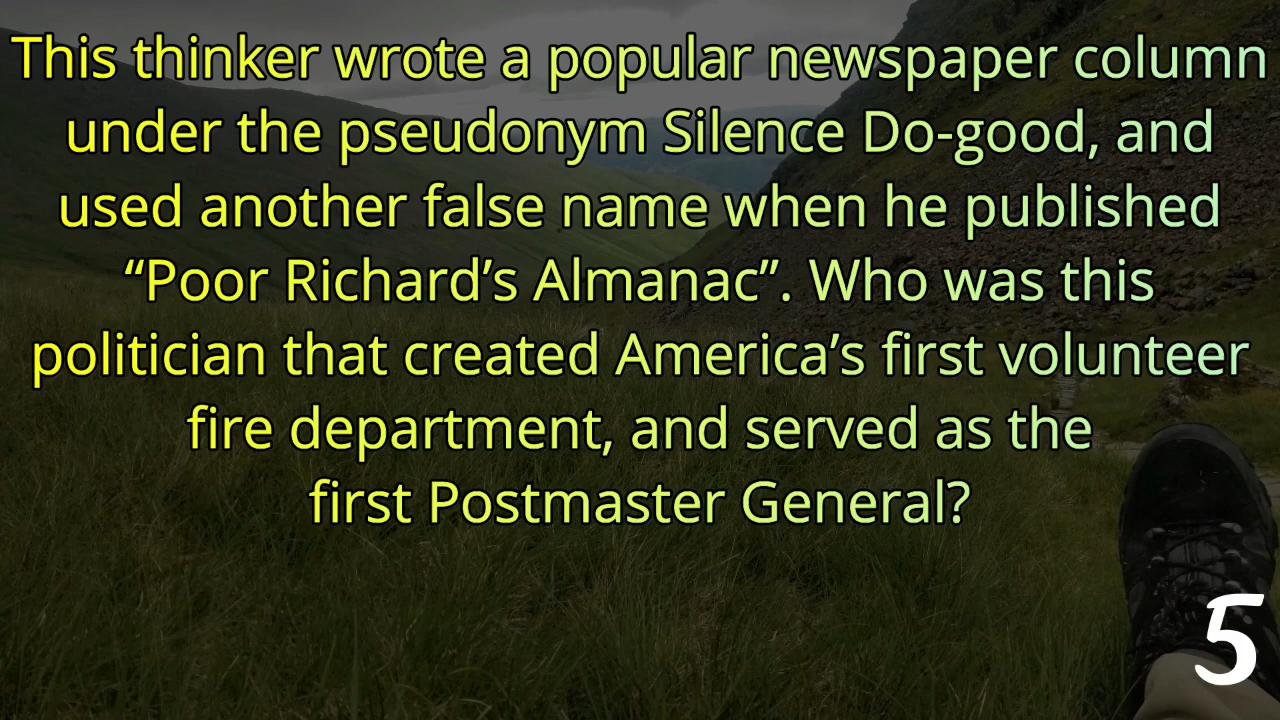 This thinker wrote a popular newspaper column
under the pseudonym Silence Do-good, and
used another false name when he published
“Poor Richard’s Almanac”. Who was this
politician that created America’s first volunteer
fire department, and served as the
first Postmaster General?
5